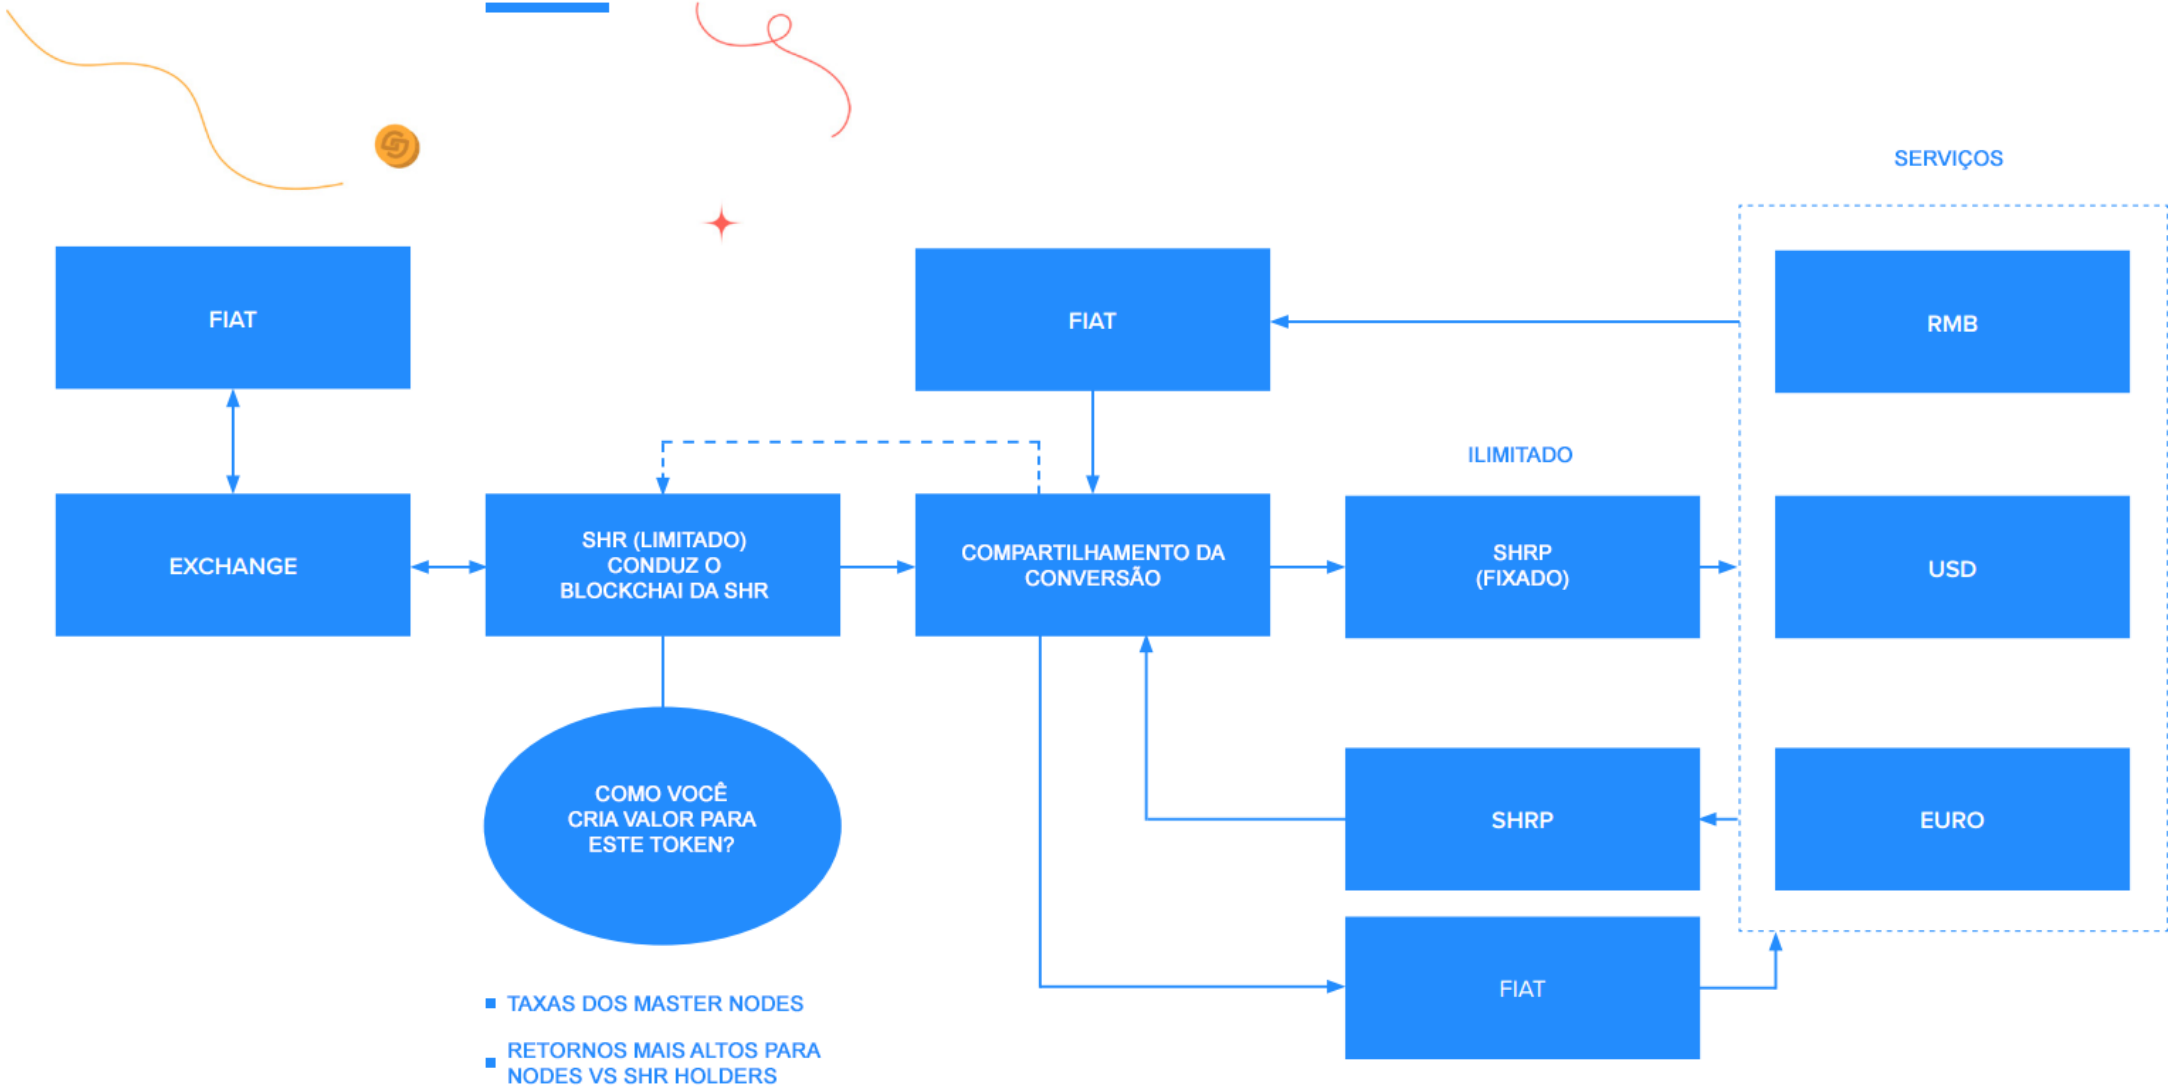 SERVIÇOS
FIAT
FIAT
RMB
ILIMITADO
EXCHANGE
SHR (LIMITADO)
CONDUZ O
BLOCKCHAI DA SHR
COMPARTILHAMENTO DA
CONVERSÃO
SHRP
(FIXADO)
USD
COMO VOCÊ
CRIA VALOR PARA
ESTE TOKEN?
SHRP
EURO
FIAT
TAXAS DOS MASTER NODES
RETORNOS MAIS ALTOS PARA
NODES VS SHR HOLDERS